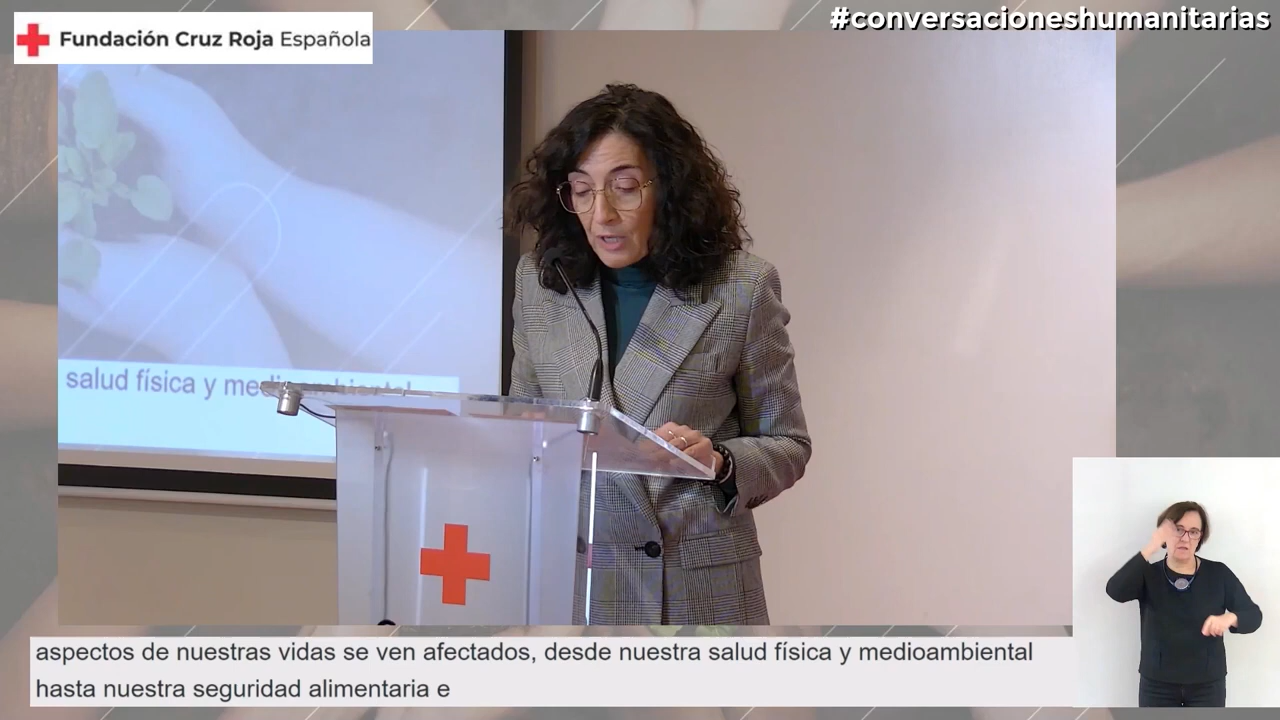 #conversacioneshumanitarias
Fundación Cruz Roja Española
salud física y medioambiental
aspectos de nuestras vidas se ven afectados, desde nuestra salud física y medioambiental
hasta nuestra seguridad alimentaria e